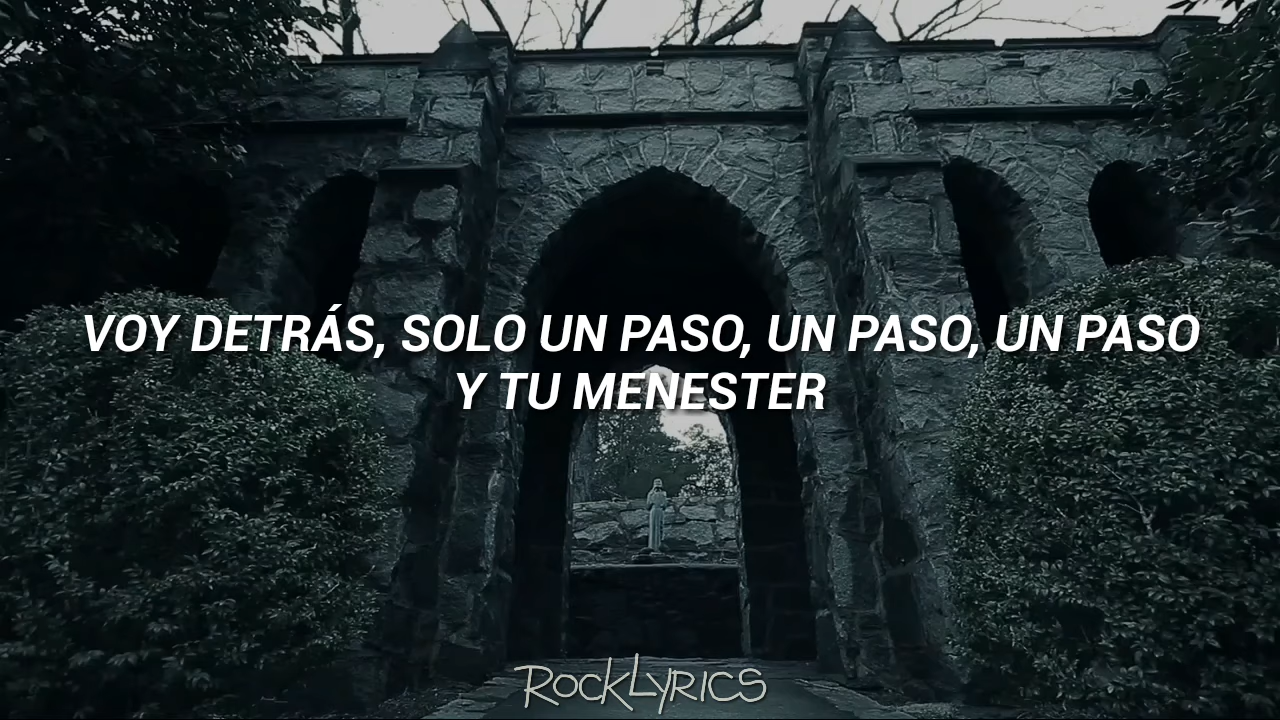 VOY DETRÁS, SOLO UN PASO, UN PASO, UN PASO
Y TU MENESTER
ROCKLYRICS